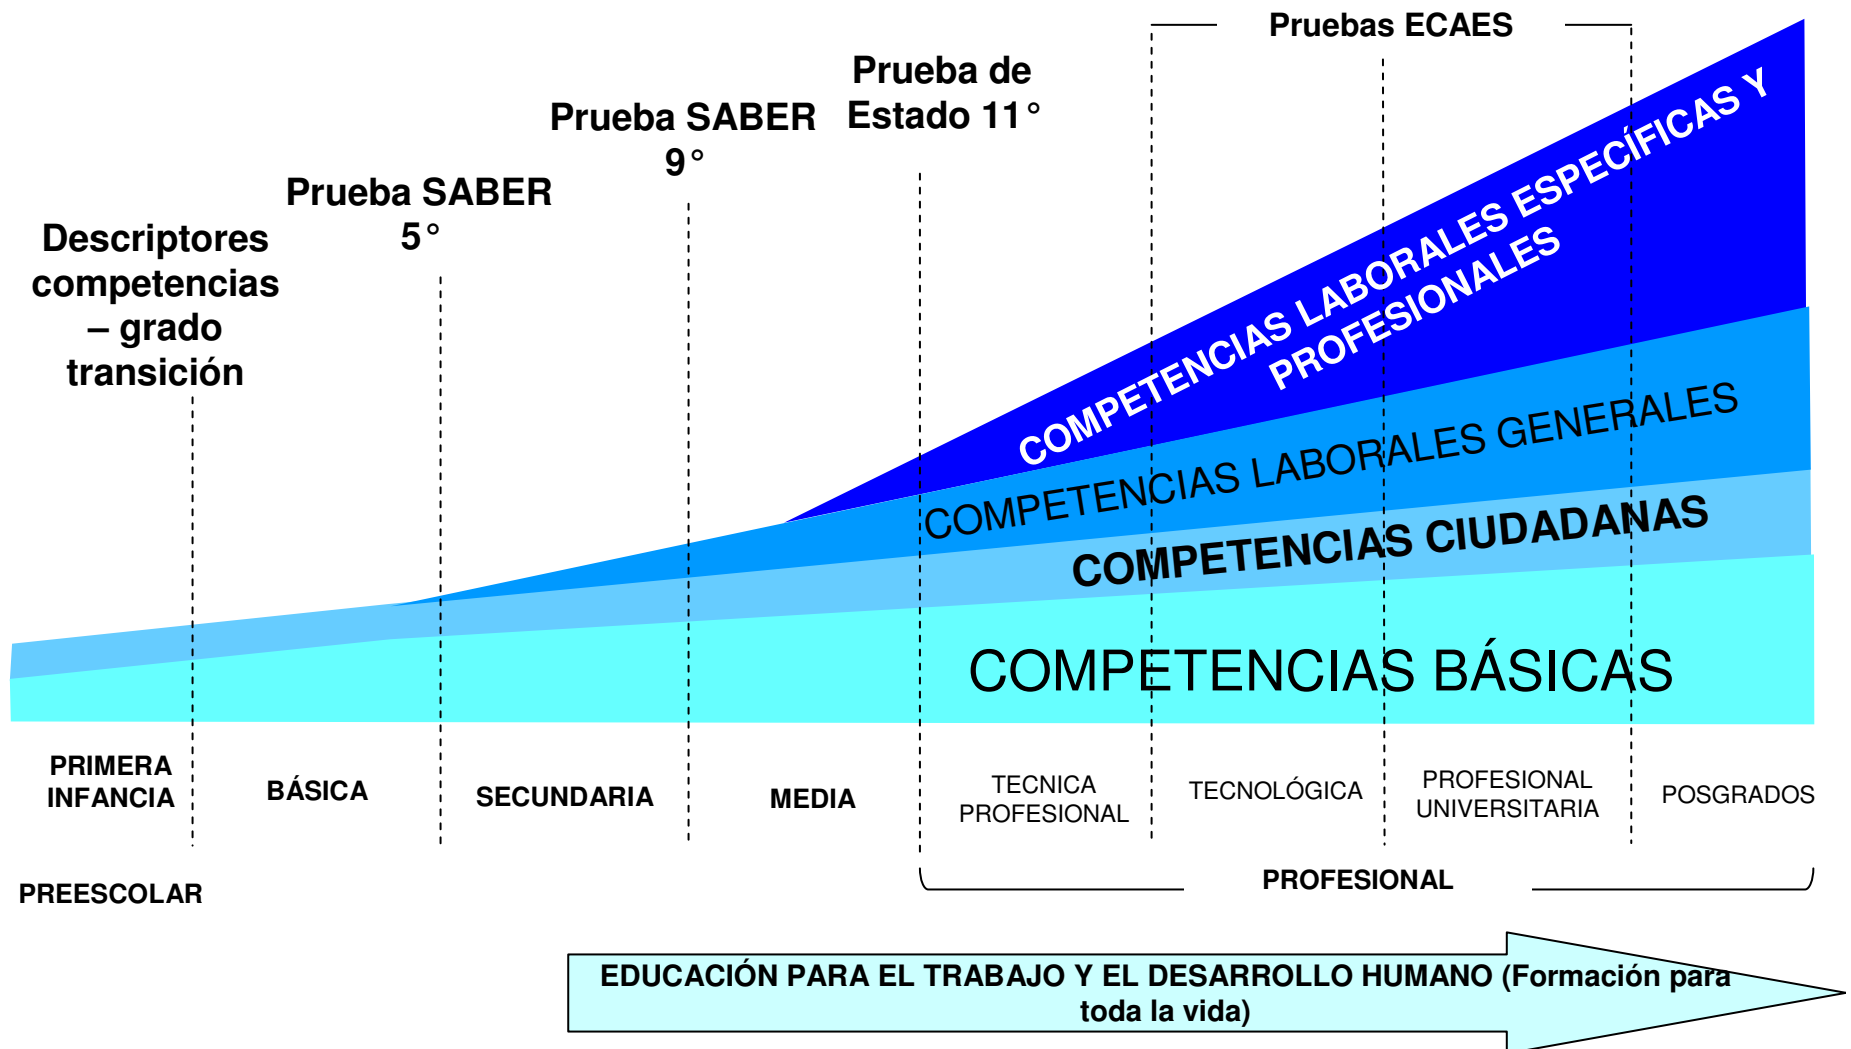 Pruebas ECAES
Prueba de
Estado 11°
Prueba SABER
9°
Prueba SABER
5°
Descriptores
competencias
– grado
transición
COMPETENCIAS LABORALES ESPECÍFICAS Y
PROFESIONALES
COMPETENCIAS LABORALES GENERALES
COMPETENCIAS CIUDADANAS
COMPETENCIAS BÁSICAS
PRIMERA
INFANCIA
BÁSICA
SECUNDARIA
MEDIA
TECNICA
PROFESIONAL
TECNOLÓGICA
PROFESIONAL
UNIVERSITARIA
POSGRADOS
PREESCOLAR
PROFESIONAL
EDUCACIÓN PARA EL TRABAJO Y EL DESARROLLO HUMANO (Formación para
toda la vida)